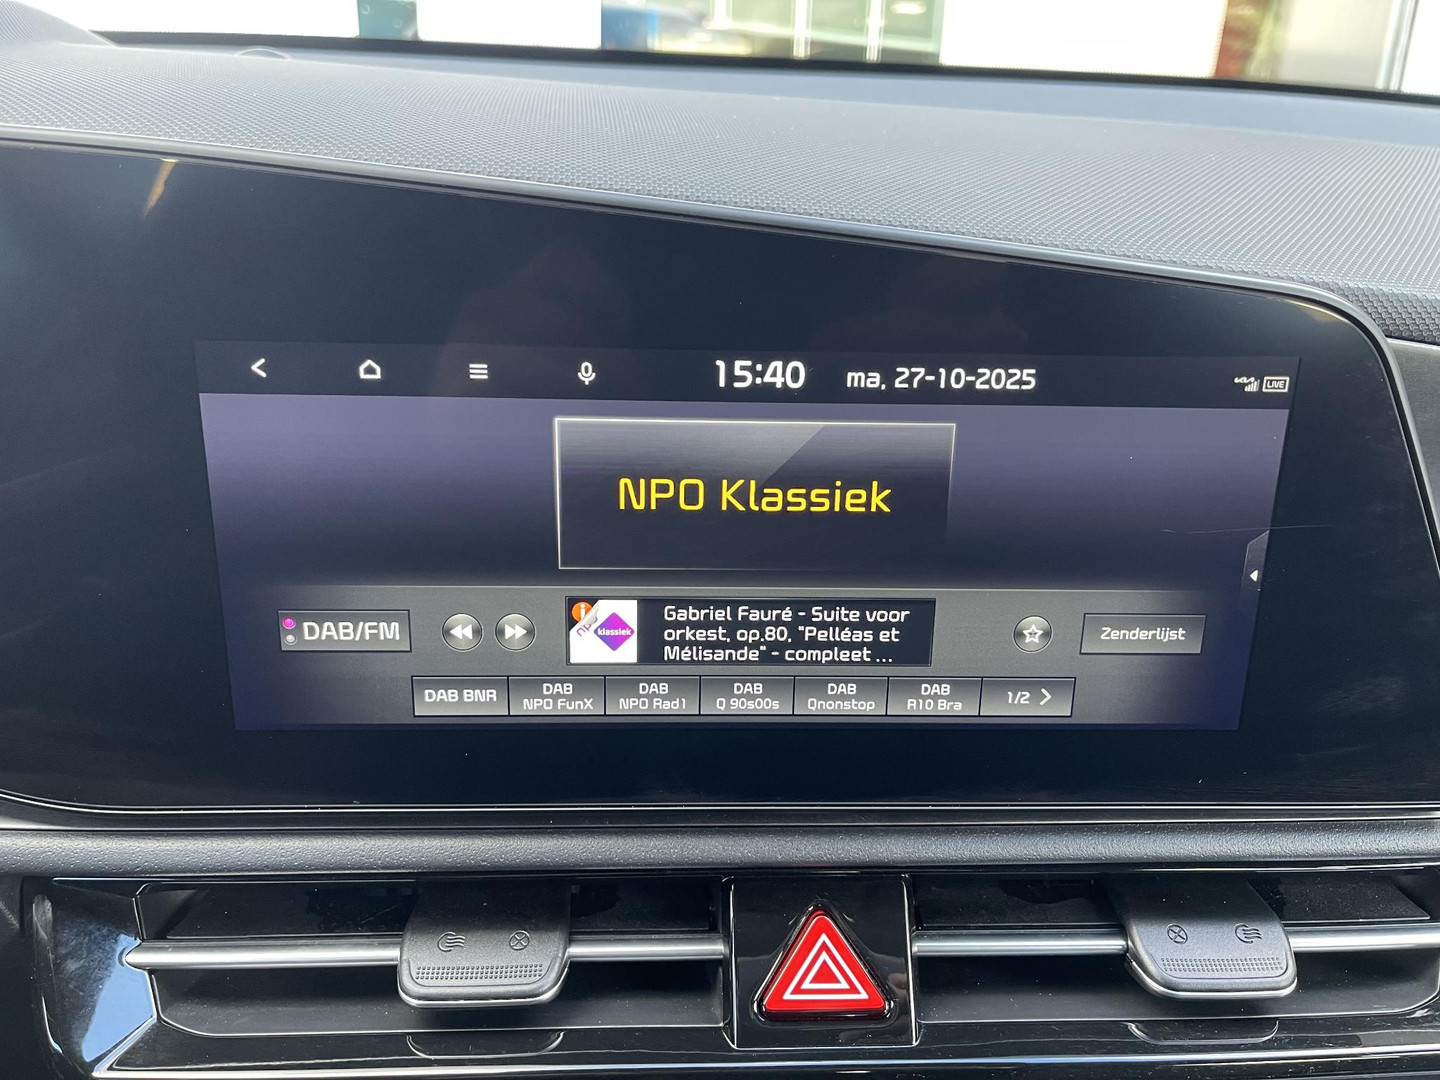 15:40 ma, 27-10-2025 LIVE
NPO Klassiek
DAB/FM
klassiek
Gabriel Fauré - Suite voor
orkest, op.80, "Pelléas et
Mélisande" - compleet ...
Zenderlijst
DAB BNR
DAB
NPO FunX
DAB
NPO Rad1
DAB
Q 90s00s
DAB
Qnonstop
DAB
R10 Bra
1/2